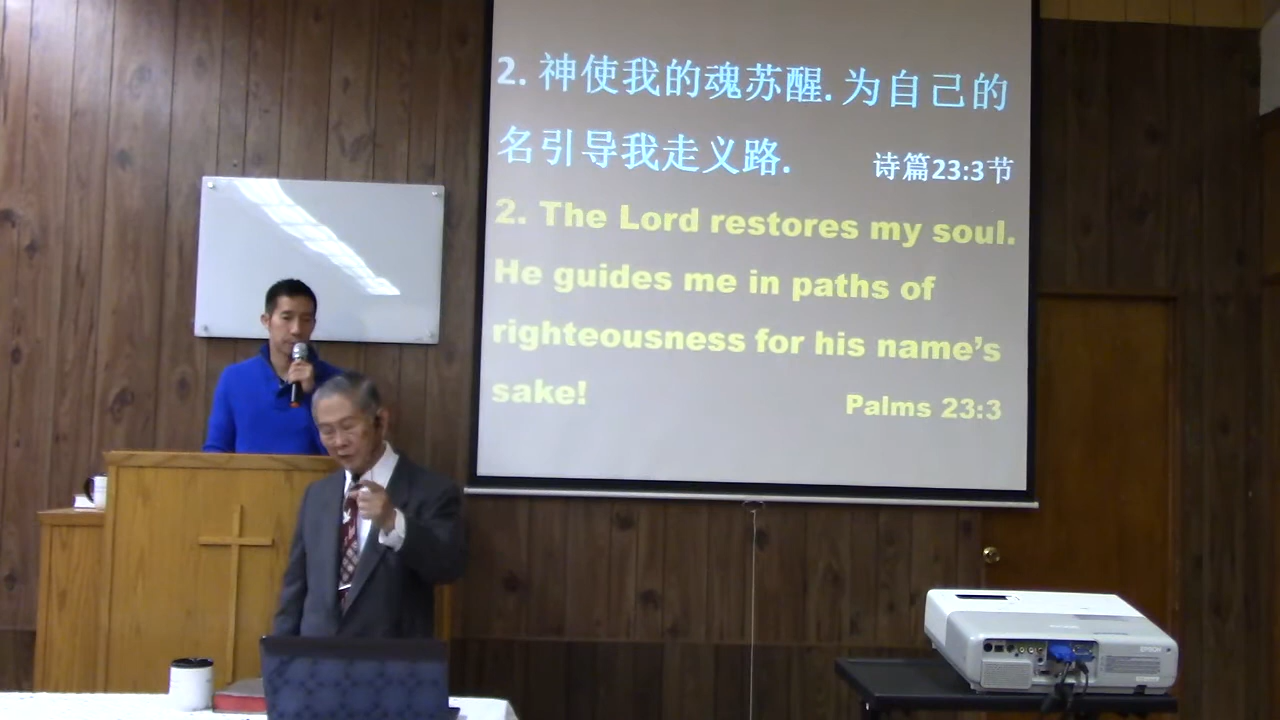 2. 神使我的魂苏醒. 为自己的
名引导我走义路. 诗篇23:3节
2. The Lord restores my soul.
He guides me in paths of
righteousness for his name's
sake! Palms 23:3
EPSON